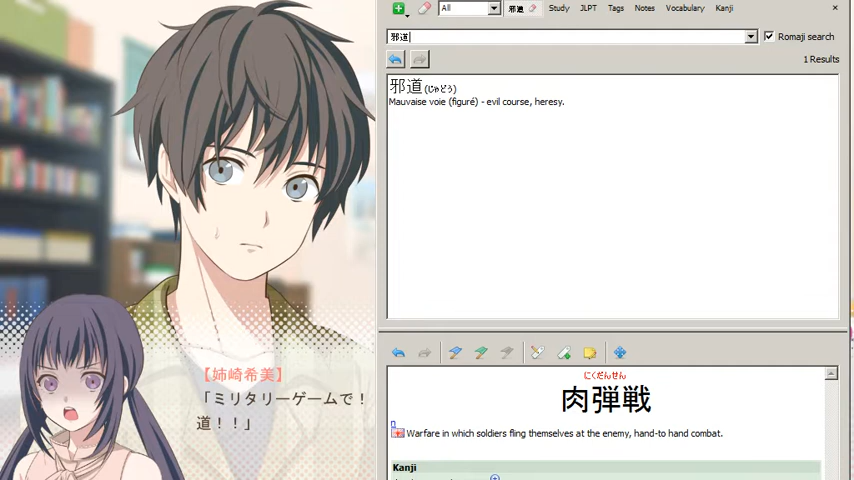 All
邪道
Study
JLPT
Tags
Notes
Vocabulary
Kanji
邪道
Romaji search
1 Results
邪道(じゃどう)
Mauvaise voie (figuré) - evil course, heresy.
【姉崎希美】
「ミリタリーゲームで！
道！！」
にくだんせん
肉弾戦
Warfare in which soldiers fling themselves at the enemy, hand-to hand combat.
Kanji